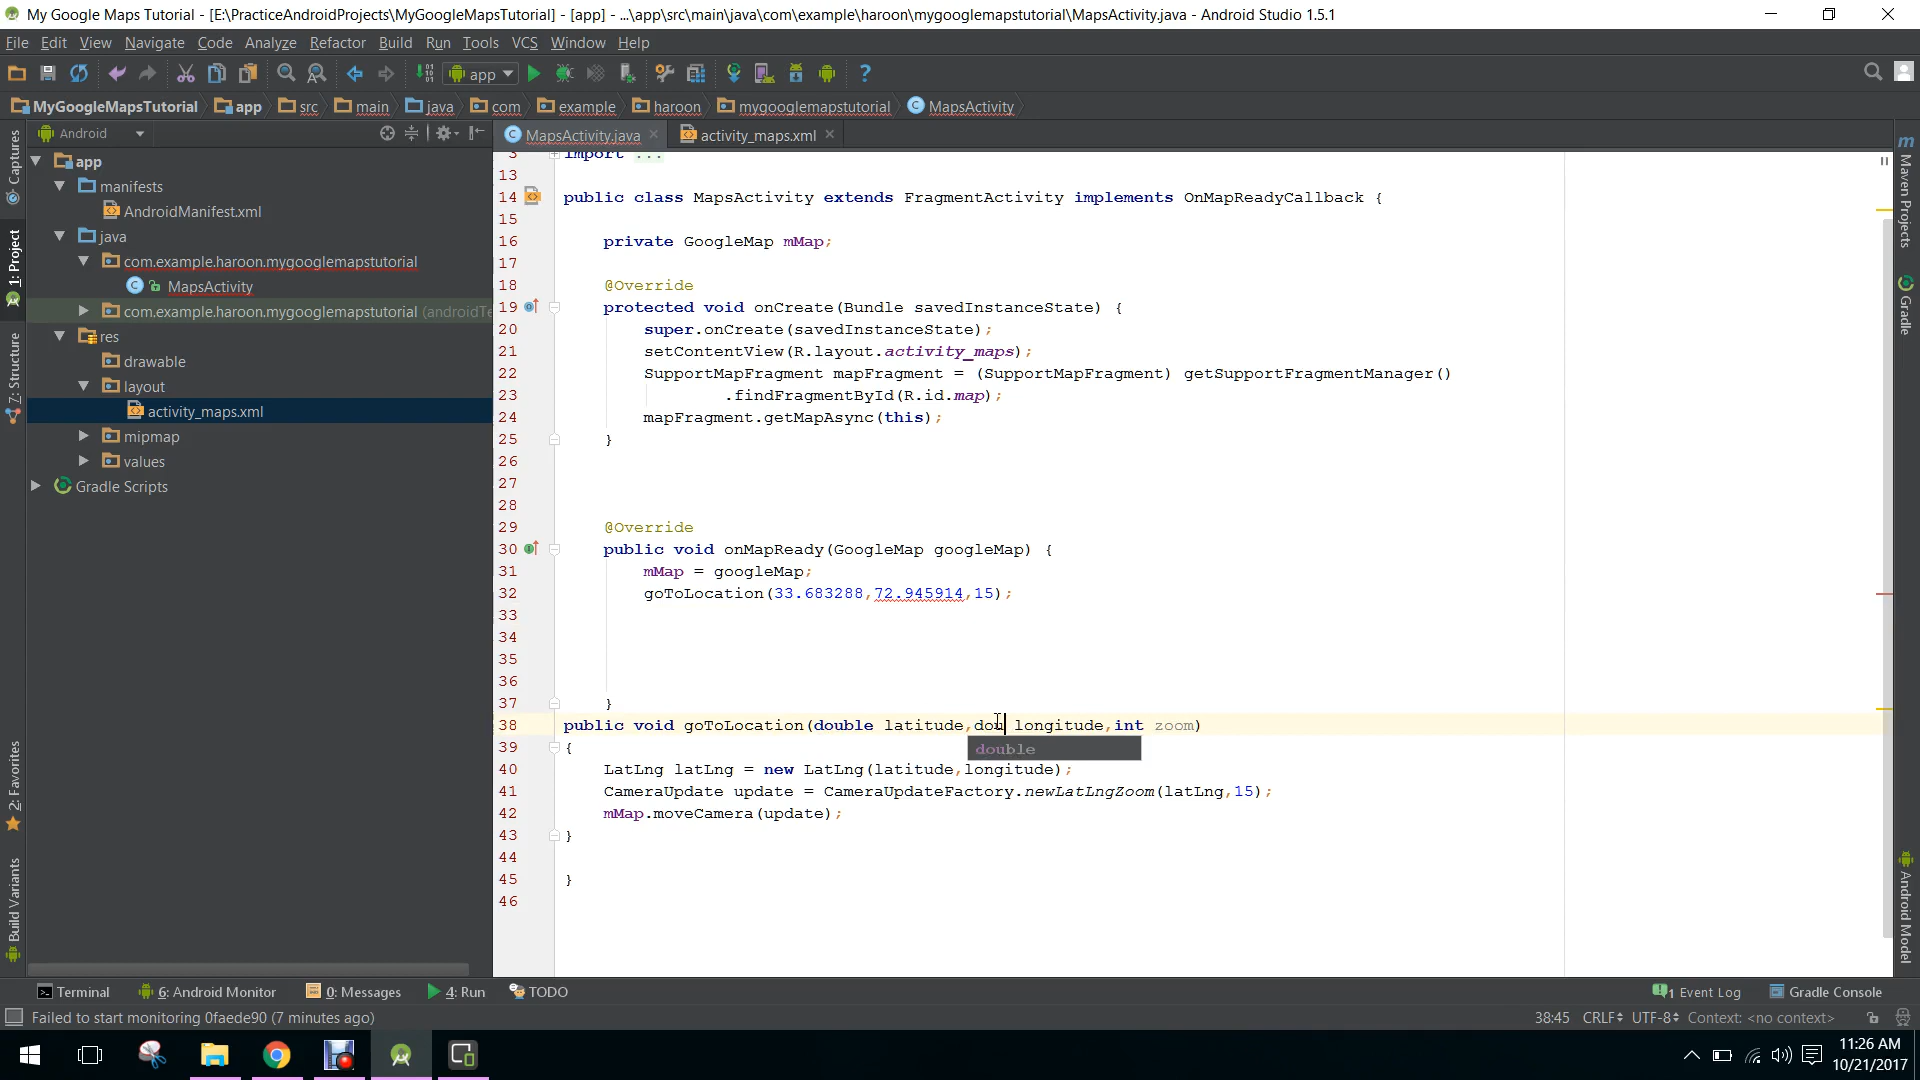 My Google Maps Tutorial - [E:\PracticeAndroidProjects\MyGoogleMapsTutorial] - [app] - ...\app\src\main\java\com\example\haroon\mygooglemapstutorial\MapsActivity.java - Android Studio 1.5.1
File Edit View Navigate Code Analyze Refactor Build Run Tools VCS Window Help
app
MyGoogleMapsTutorial app src main java com example haroon mygooglemapstutorial MapsActivity
Android
MapsActivity.java activity_maps.xml
Captures
1: Project
7: Structure
2: Favorites
Build Variants
app
manifests
AndroidManifest.xml
java
com.example.haroon.mygooglemapstutorial
MapsActivity
com.example.haroon.mygooglemapstutorial (androidTe
res
drawable
layout
activity_maps.xml
mipmap
values
Gradle Scripts
3 import ...
13
14 public class MapsActivity extends FragmentActivity implements OnMapReadyCallback {
15
16 private GoogleMap mMap;
17
18 @Override
19 protected void onCreate(Bundle savedInstanceState) {
20 super.onCreate(savedInstanceState);
21 setContentView(R.layout.activity_maps);
22 SupportMapFragment mapFragment = (SupportMapFragment) getSupportFragmentManager()
23 .findFragmentById(R.id.map);
24 mapFragment.getMapAsync(this);
25 }
26
27
28
29 @Override
30 public void onMapReady(GoogleMap googleMap) {
31 mMap = googleMap;
32 goToLocation(33.683288,72.945914,15);
33
34
35
36
37 }
38 public void goToLocation(double latitude,dou longitude,int zoom)
39 {
double
40 LatLng latLng = new LatLng(latitude,longitude);
41 CameraUpdate update = CameraUpdateFactory.newLatLngZoom(latLng,15);
42 mMap.moveCamera(update);
43 }
44
45 }
46
Maven Projects
Gradle
Android Model
Terminal 6: Android Monitor 0: Messages 4: Run TODO 1 Event Log Gradle Console
Failed to start monitoring 0faede90 (7 minutes ago) 38:45 CRLF UTF-8 Context: <no context>
11:26 AM
10/21/2017